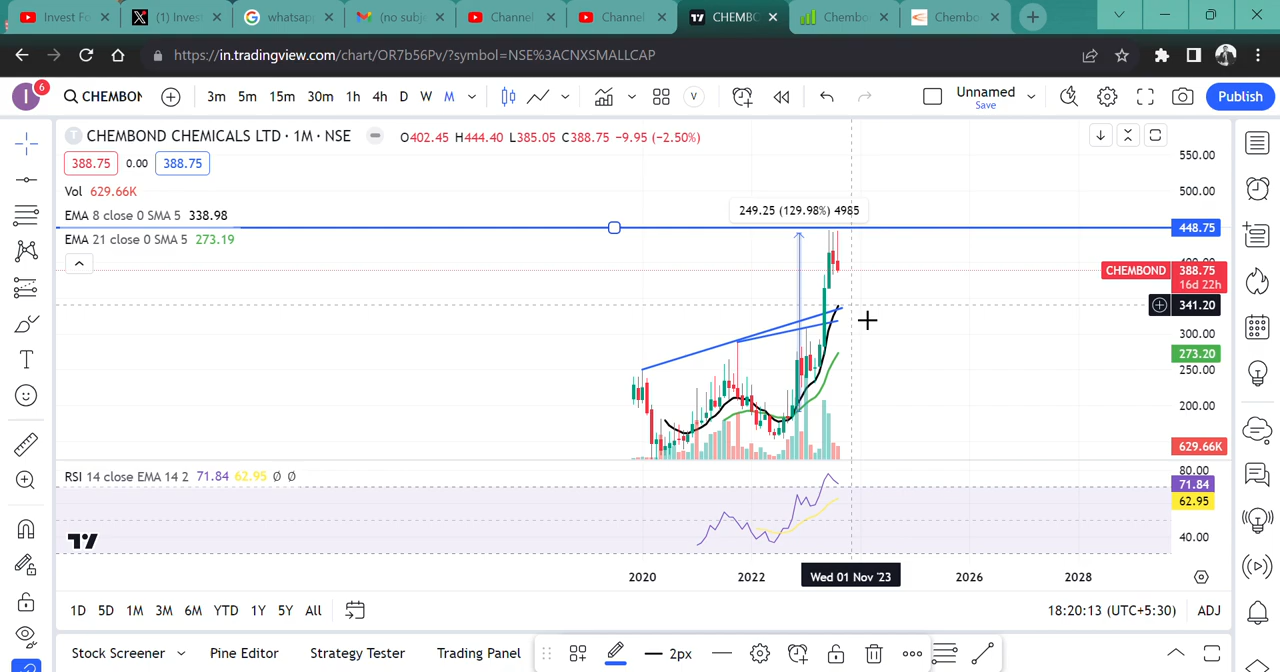 Invest Fo
(1) Invest
whatsap
(no subj
Channel
Channel
CHEMBC
Chembo
Chembo
https://in.tradingview.com/chart/OR7b56Pv/?symbol=NSE%3ACNXSMALLCAP
I 6 CHEMBON 3m 5m 15m 30m 1h 4h D W M V Unnamed Save Publish
CHEMBOND CHEMICALS LTD · 1M · NSE O402.45 H444.40 L385.05 C388.75 −9.95 (−2.50%)
388.75 0.00 388.75
Vol 629.66K
EMA 8 close 0 SMA 5 338.98
EMA 21 close 0 SMA 5 273.19
249.25 (129.98%) 4985
550.00
500.00
448.75
400.00
CHEMBOND 388.75
16d 22h
341.20
300.00
273.20
250.00
200.00
629.66K
RSI 14 close EMA 14 2 71.84 62.95 Ø Ø
80.00
71.84
62.95
40.00
2020 2022 Wed 01 Nov '23 2026 2028
1D 5D 1M 3M 6M YTD 1Y 5Y All 18:20:13 (UTC+5:30) ADJ
Stock Screener Pine Editor Strategy Tester Trading Panel 2px